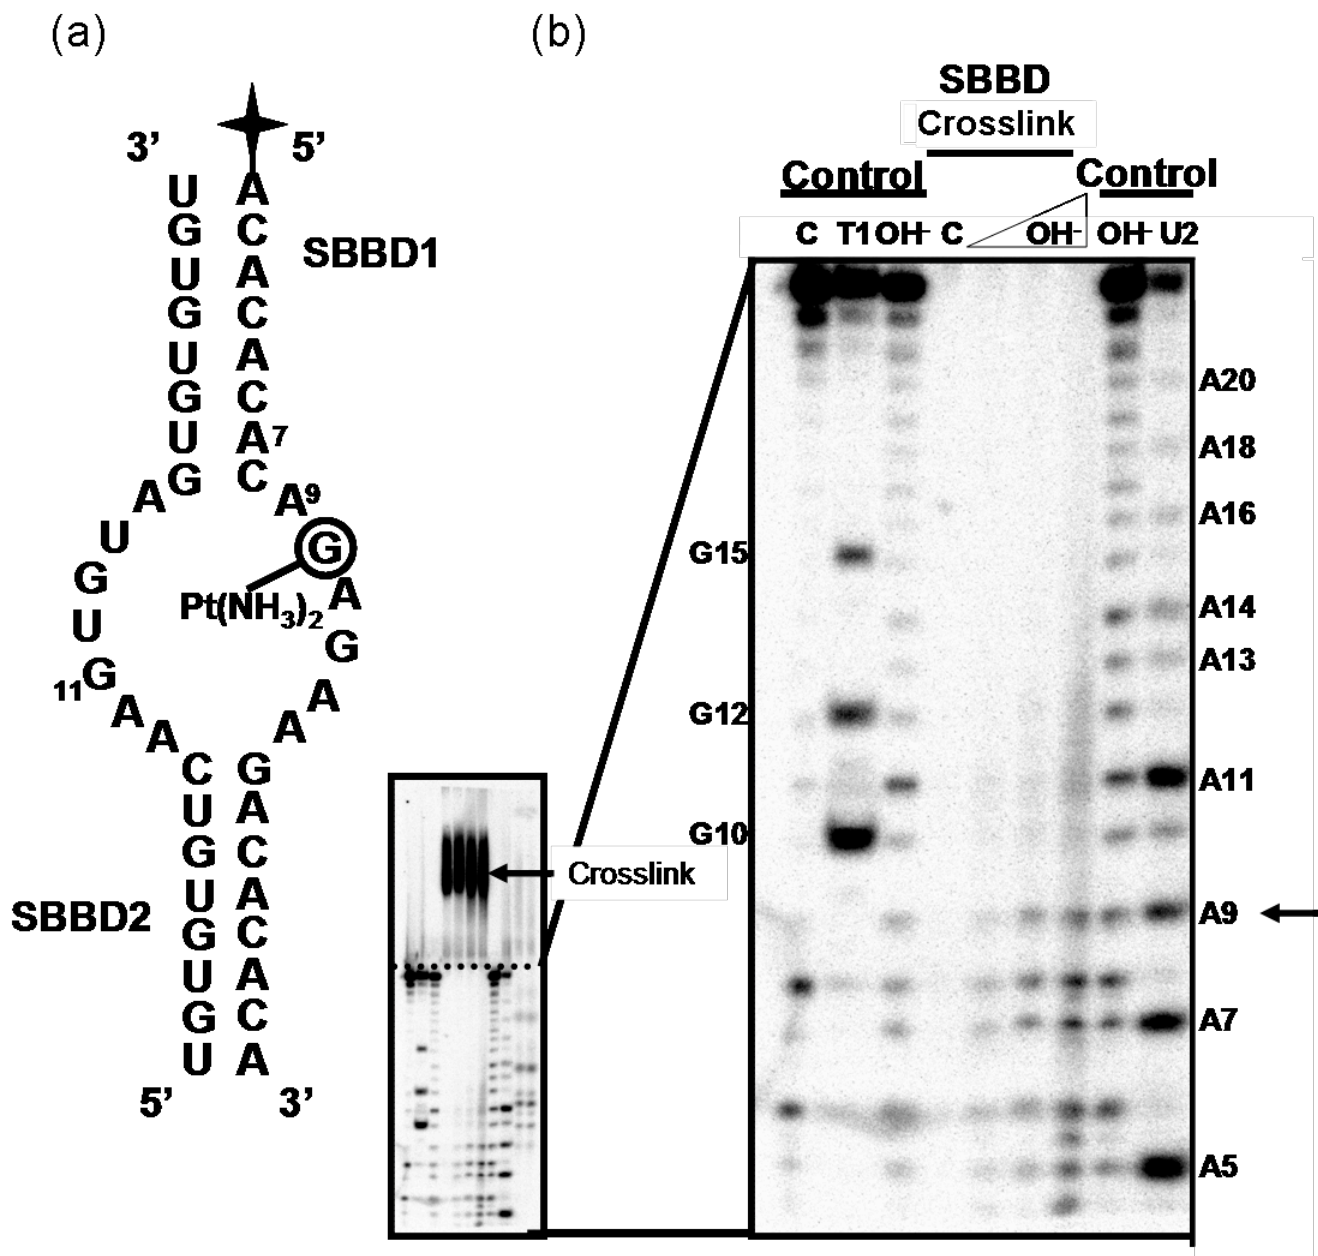 (a)
(b)
SBBD
Crosslink
Control
Control
C T1 OH- C OH- OH- U2
3’
5’
U A
G C
U A
G C
U A
G C
U A7
G C
A A9
U G
G A
U G
11G A
A A
A
C G
U A
G C
U A
G C
U A
G C
U A
5’ 3’
SBBD1
Pt(NH3)2
SBBD2
Crosslink
G15
G12
G10
A20
A18
A16
A14
A13
A11
A9
A7
A5